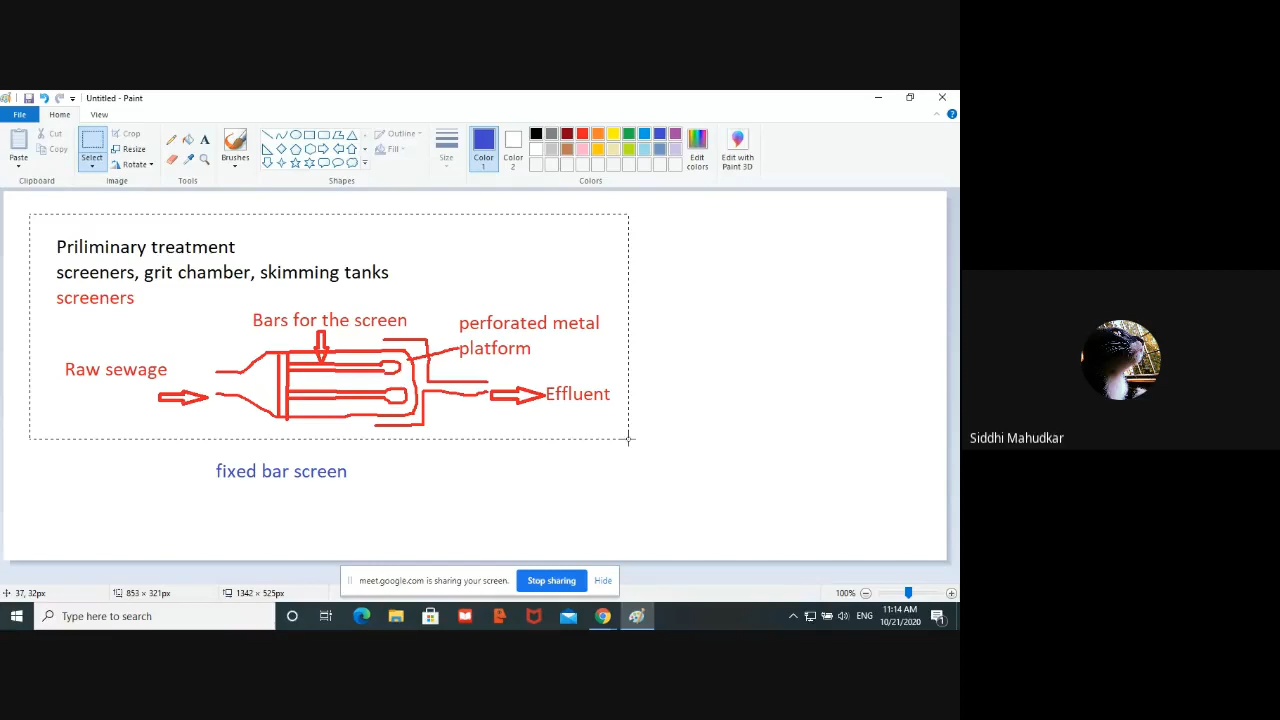 Untitled - Paint
File
Home
View
Paste
Cut
Copy
Clipboard
Select
Crop
Resize
Rotate
Image
Tools
Brushes
Shapes
Outline
Fill
Size
Color 1
Color 2
Edit colors
Edit with Paint 3D
Colors
Priliminary treatment
screeners, grit chamber, skimming tanks
screeners
Bars for the screen
perforated metal
platform
Raw sewage
Effluent
fixed bar screen
Siddhi Mahudkar
meet.google.com is sharing your screen.
Stop sharing
Hide
37, 32px
853 × 321px
1342 × 525px
100%
Type here to search
ENG
11:14 AM
10/21/2020
1